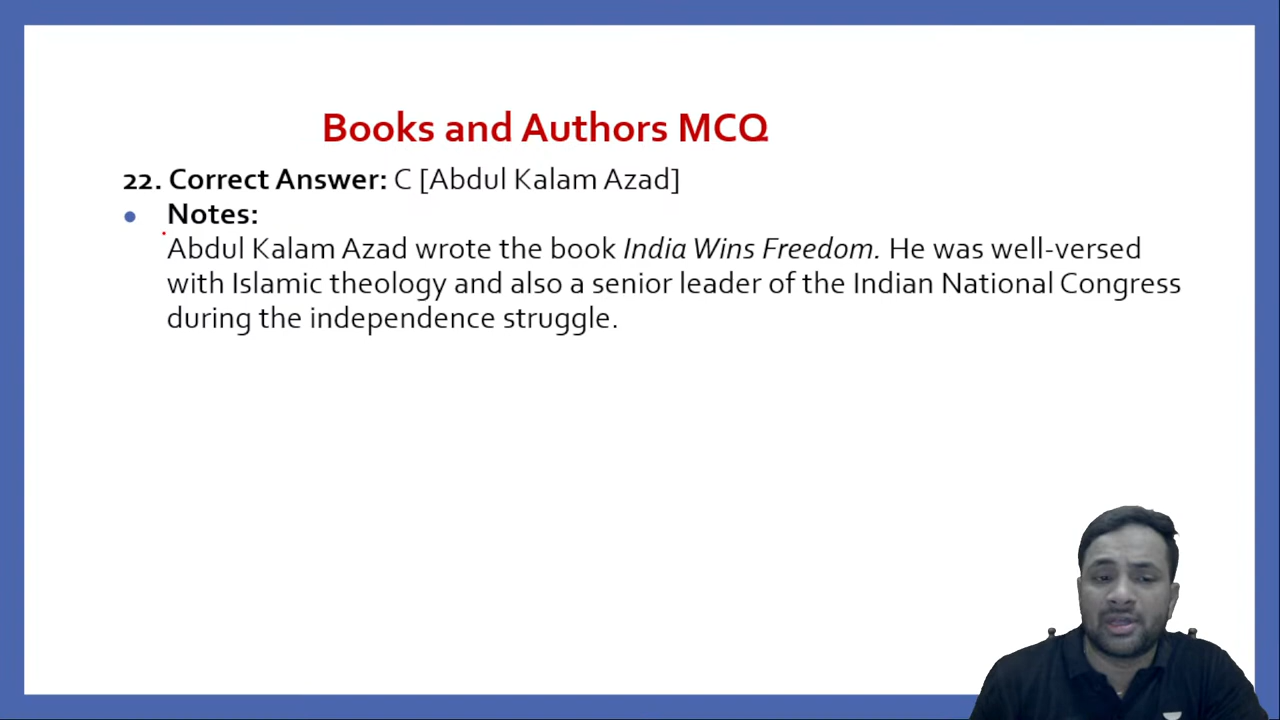 Books and Authors MCQ
22. Correct Answer: C [Abdul Kalam Azad]
• Notes:
Abdul Kalam Azad wrote the book India Wins Freedom. He was well-versed
with Islamic theology and also a senior leader of the Indian National Congress
during the independence struggle.